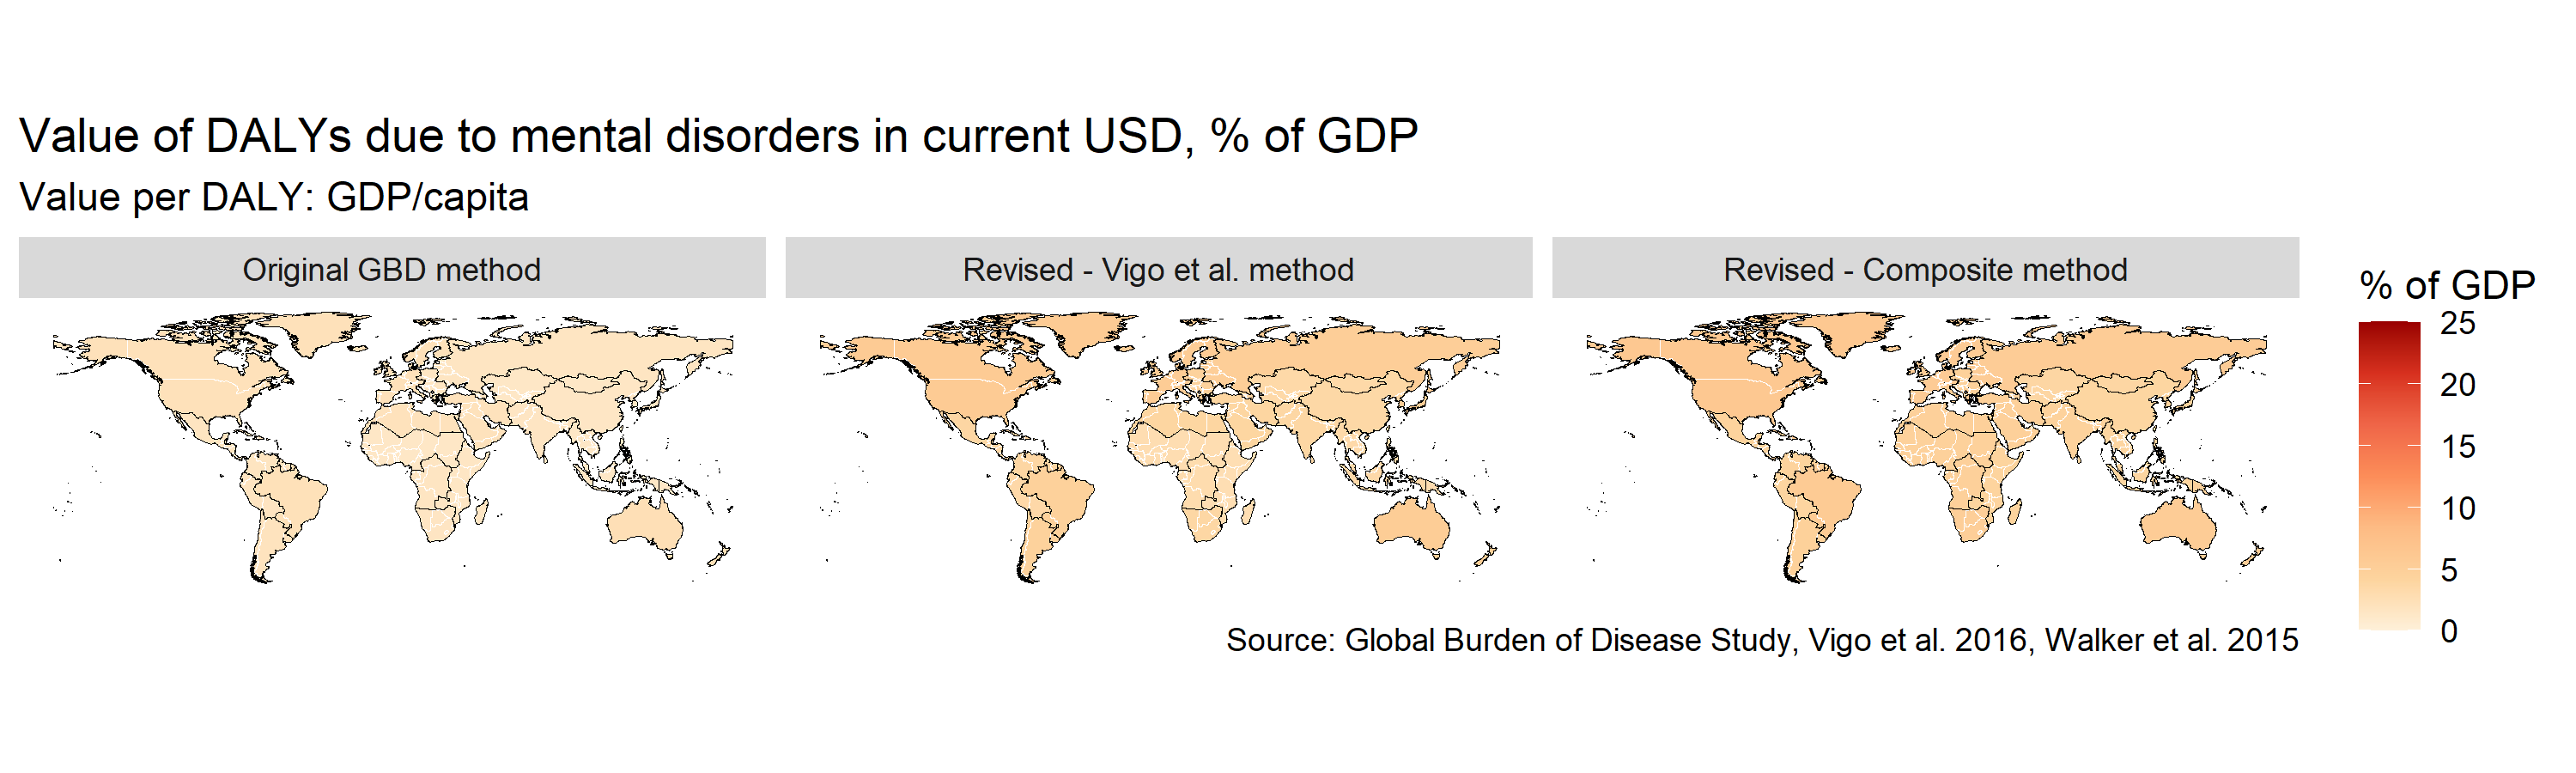 Value of DALYs due to mental disorders in current USD, % of GDP
Value per DALY: GDP/capita
Original GBD method
Revised - Vigo et al. method
Revised - Composite method
% of GDP
25
20
15
10
5
0
Source: Global Burden of Disease Study, Vigo et al. 2016, Walker et al. 2015